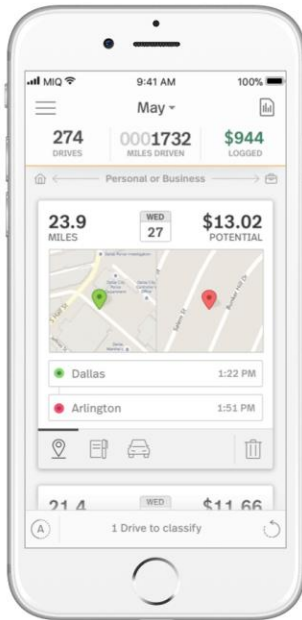 MIQ 9:41 AM 100%
May
274 0001732 $944
DRIVES MILES DRIVEN LOGGED
Personal or Business
23.9 WED $13.02
MILES 27 POTENTIAL
Dallas 1:22 PM
Arlington 1:51 PM
21.4 WED $11.66
A 1 Drive to classify